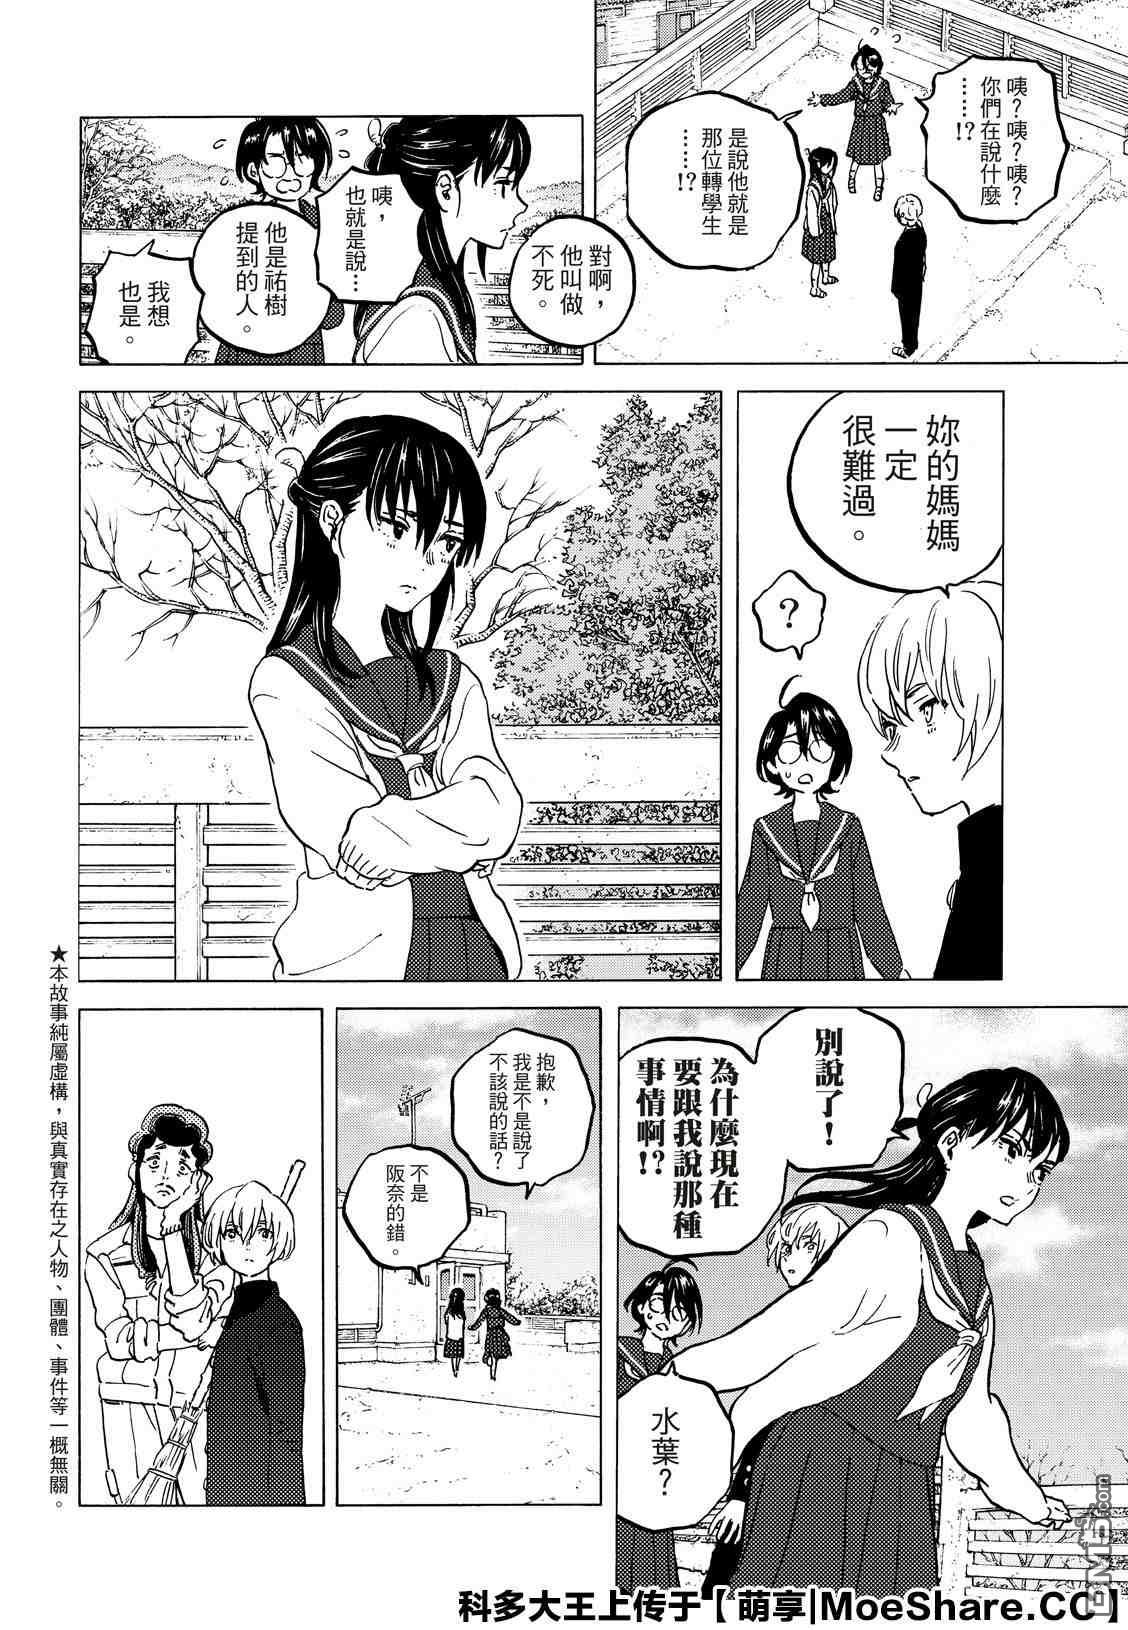 咦？咦？咦？
你們在說什麼
……!?
是說他就是
那位轉學生
……!?
對啊，
他叫做
不死。
咦，
也就是說…
他是祐樹
提到的人。
我想
也是。
妳的媽媽
一定
很難過。
？
別說了！
為什麼現在
要跟我說那種
事情啊!?
水葉？
抱歉，
我是不是說了
不該說的話？
不是
阪奈的錯。
★本故事純屬虛構，與真實存在之人物、團體、事件等一概無關。
科多大王上传于【萌享|MoeShare.CC】